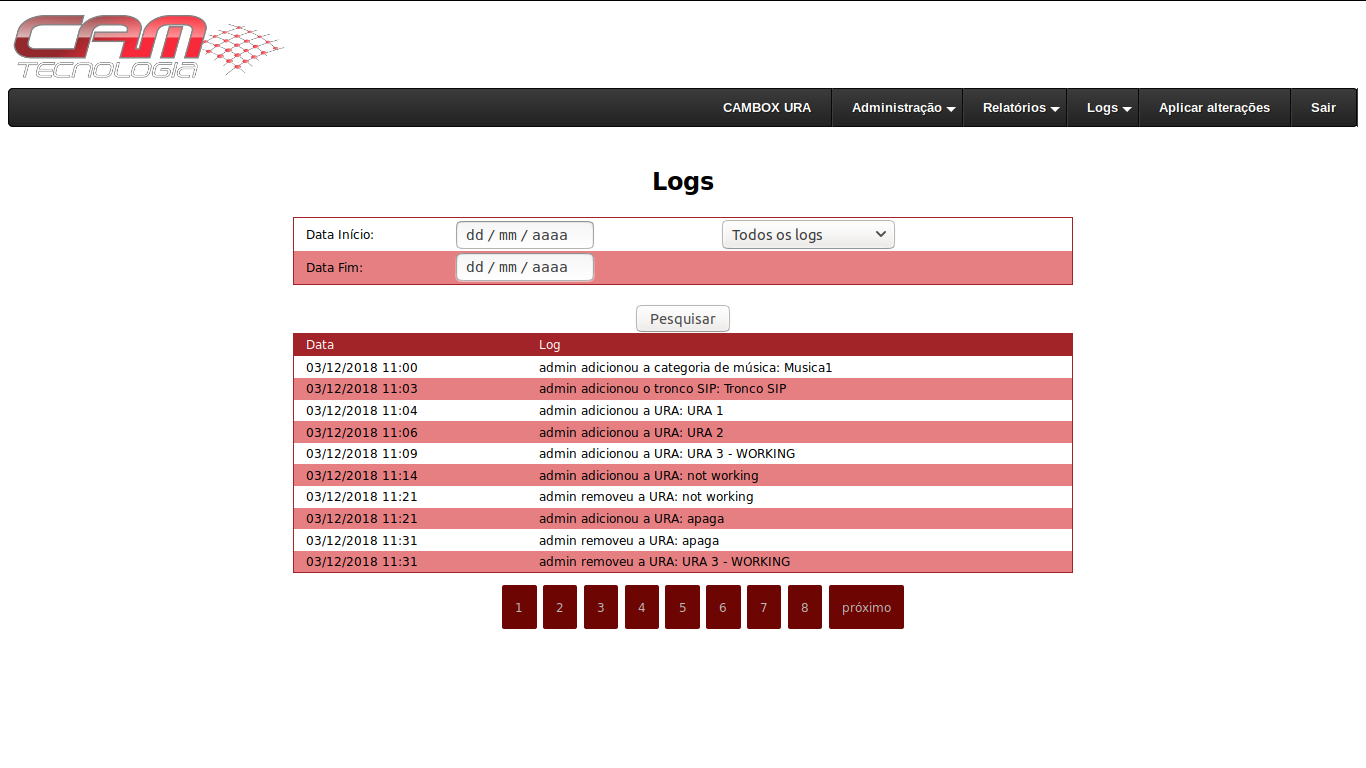 CAM
TECNOLOGIA
CAMBOX URA Administração Relatórios Logs Aplicar alterações Sair
Logs
Data Início: dd / mm / aaaa Todos os logs
Data Fim: dd / mm / aaaa
Pesquisar
Data Log
03/12/2018 11:00 admin adicionou a categoria de música: Musica1
03/12/2018 11:03 admin adicionou o tronco SIP: Tronco SIP
03/12/2018 11:04 admin adicionou a URA: URA 1
03/12/2018 11:06 admin adicionou a URA: URA 2
03/12/2018 11:09 admin adicionou a URA: URA 3 - WORKING
03/12/2018 11:14 admin adicionou a URA: not working
03/12/2018 11:21 admin removeu a URA: not working
03/12/2018 11:21 admin adicionou a URA: apaga
03/12/2018 11:31 admin removeu a URA: apaga
03/12/2018 11:31 admin removeu a URA: URA 3 - WORKING
1 2 3 4 5 6 7 8 próximo